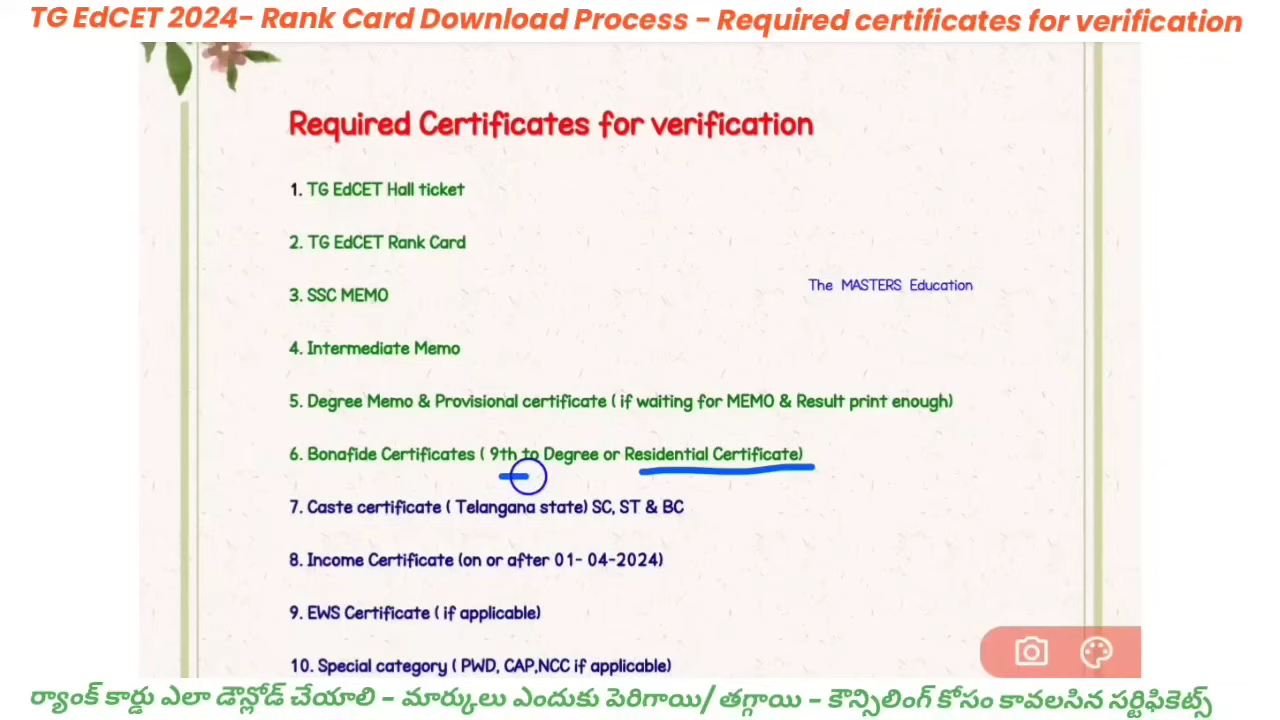 TG EdCET 2024- Rank Card Download Process - Required certificates for verification
Required Certificates for verification
1. TG EdCET Hall ticket
2. TG EdCET Rank Card
The MASTERS Education
3. SSC MEMO
4. Intermediate Memo
5. Degree Memo & Provisional certificate ( if waiting for MEMO & Result print enough)
6. Bonafide Certificates ( 9th to Degree or Residential Certificate)
7. Caste certificate ( Telangana state) SC, ST & BC
8. Income Certificate (on or after 01- 04-2024)
9. EWS Certificate ( if applicable)
10. Special category ( PWD, CAP,NCC if applicable)
ర్యాంక్ కార్డు ఎలా డౌన్లోడ్ చేయాలి - మార్కులు ఎందుకు పెరిగాయి/ తగ్గాయి - కౌన్సిలింగ్ కోసం కావలసిన సర్టిఫికెట్స్